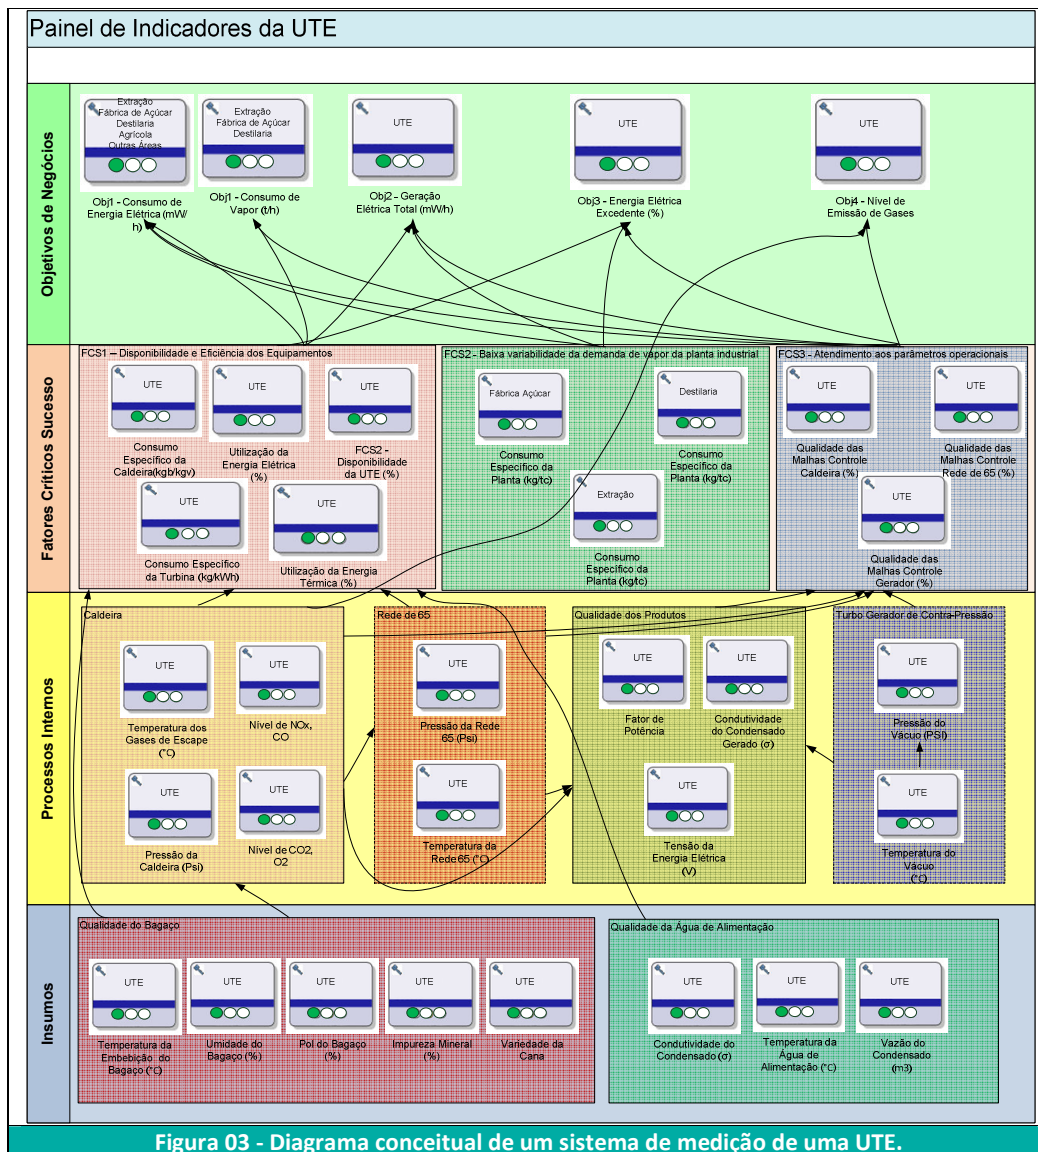 Painel de Indicadores da UTE
Objetivos de Negócios
Extração
Fábrica de Açúcar
Destilaria
Agrícola
Outras Áreas
Obj1 - Consumo de
Energia Elétrica (mW/
h)
Extração
Fábrica de Açúcar
Destilaria
Obj1 - Consumo de
Vapor (t/h)
UTE
Obj2 - Geração
Elétrica Total (mW/h)
UTE
Obj3 - Energia Elétrica
Excedente (%)
UTE
Obj4 - Nível de
Emissão de Gases
Fatores Críticos Sucesso
FCS1 – Disponibilidade e Eficiência dos Equipamentos
UTE
Consumo
Específico da
Caldeira(kgb/kgv)
UTE
Utilização da
Energia Elétrica
(%)
UTE
FCS2 -
Disponibilidade
da UTE (%)
UTE
Consumo Específico
da Turbina (kg/kWh)
UTE
Utilização da Energia
Térmica (%)
FCS2 - Baixa variabilidade da demanda de vapor da planta industrial
Fábrica Açúcar
Consumo
Específico da
Planta (kg/tc)
Destilaria
Consumo
Específico da
Planta (kg/tc)
Extração
Consumo
Específico da
Planta (kg/tc)
FCS3 - Atendimento aos parâmetros operacionais
UTE
Qualidade das
Malhas Controle
Caldeira (%)
UTE
Qualidade das
Malhas Controle
Rede de 65 (%)
UTE
Qualidade das
Malhas Controle
Gerador (%)
Processos Internos
Caldeira
UTE
Temperatura dos
Gases de Escape
(°C)
UTE
Nível de NOx,
CO
UTE
Pressão da
Caldeira (Psi)
UTE
Nível de CO2,
O2
Rede de 65
UTE
Pressão da Rede
65 (Psi)
UTE
Temperatura da
Rede 65 (°C)
Qualidade dos Produtos
UTE
Fator de
Potência
UTE
Condutividade
do Condensado
Gerado (σ)
UTE
Tensão da
Energia Elétrica
(V)
Turbo Gerador de Contra-Pressão
UTE
Pressão do
Vácuo (PSI)
UTE
Temperatura do
Vácuo
(°C)
Insumos
Qualidade do Bagaço
UTE
Temperatura da
Embebição do
Bagaço (°C)
UTE
Umidade do
Bagaço (%)
UTE
Pol do Bagaço
(%)
UTE
Impureza Mineral
(%)
UTE
Variedade da
Cana
Qualidade da Água de Alimentação
UTE
Condutividade do
Condensado (σ)
UTE
Temperatura da
Água de
Alimentação (°C)
UTE
Vazão do
Condensado
(m3)
Figura 03 - Diagrama conceitual de um sistema de medição de uma UTE.